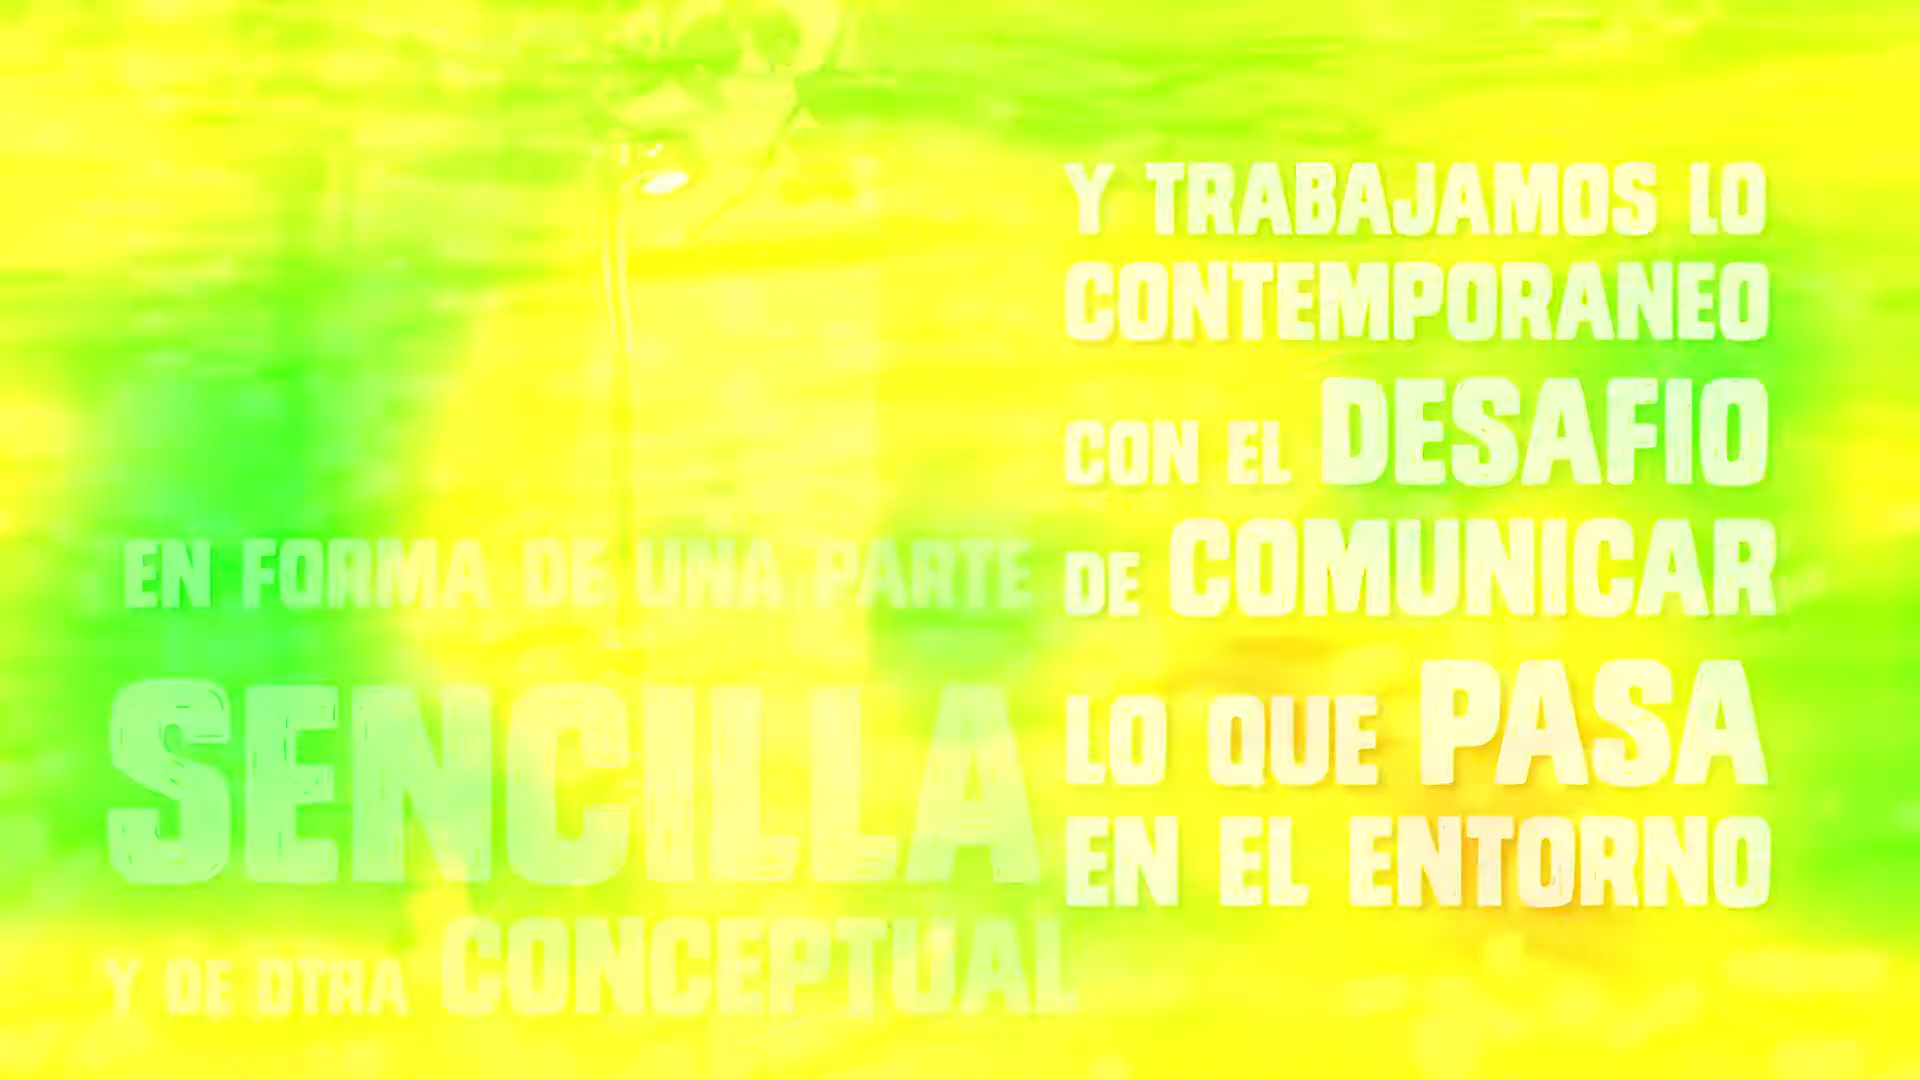 Y TRABAJAMOS LO
CONTEMPORANEO
CON EL DESAFIO
DE COMUNICAR
LO QUE PASA
EN EL ENTORNO
EN FORMA DE UNA PARTE
SENCILLA
Y DE OTRA CONCEPTUAL